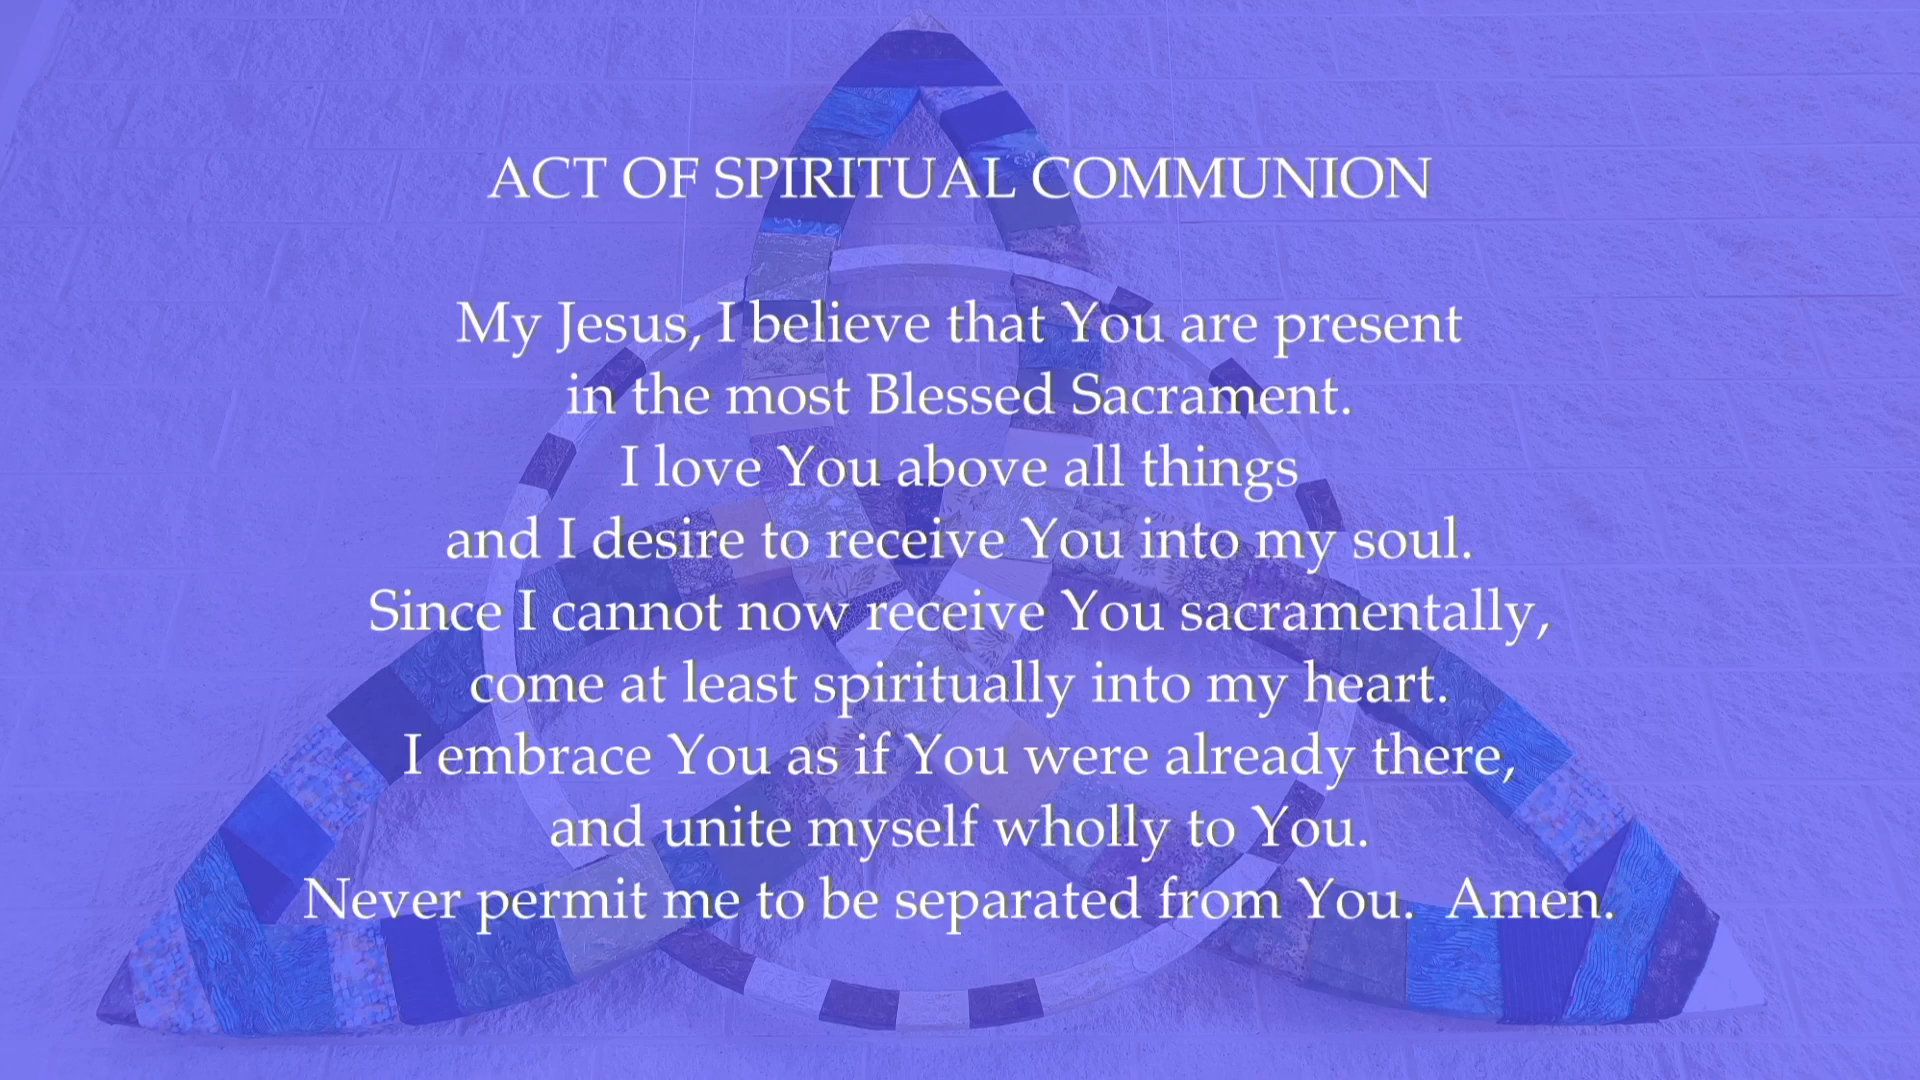 ACT OF SPIRITUAL COMMUNION
My Jesus, I believe that You are present
in the most Blessed Sacrament.
I love You above all things
and I desire to receive You into my soul.
Since I cannot now receive You sacramentally,
come at least spiritually into my heart.
I embrace You as if You were already there,
and unite myself wholly to You.
Never permit me to be separated from You.  Amen.